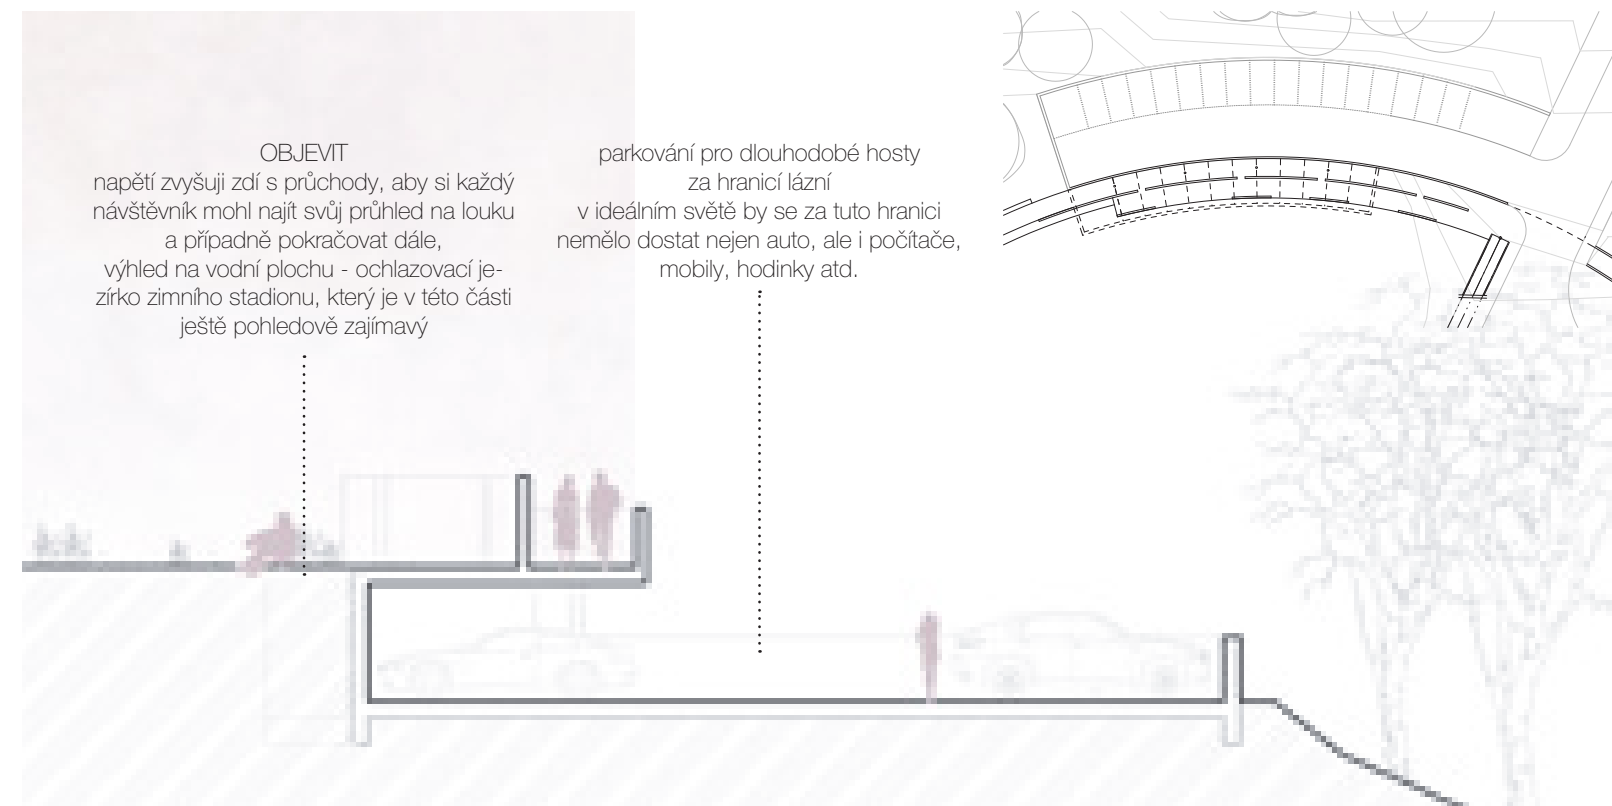 OBJEVIT
napětí zvyšuji zdí s průchody, aby si každý
návštěvník mohl najít svůj průhled na louku
a případně pokračovat dále,
výhled na vodní plochu - ochlazovací je-
zírko zimního stadionu, který je v této části
ještě pohledově zajímavý
parkování pro dlouhodobé hosty
za hranicí lázní
v ideálním světě by se za tuto hranici
nemělo dostat nejen auto, ale i počítače,
mobily, hodinky atd.